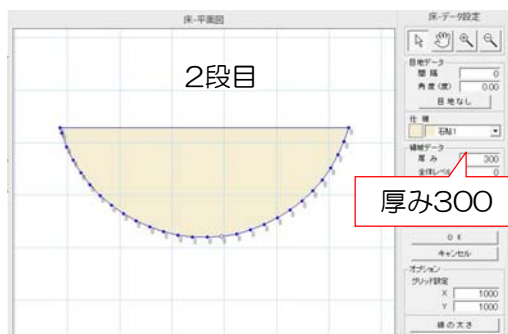 床-平面図
床-データ設定
2段目
目地データ
間隔 0
角度(度) 0.00
目地なし
仕様
石貼1
領域データ
厚み 300
全体レベル 0
厚み300
OK
キャンセル
オプション
グリッド設定
X 1000
Y 1000
線の太さ